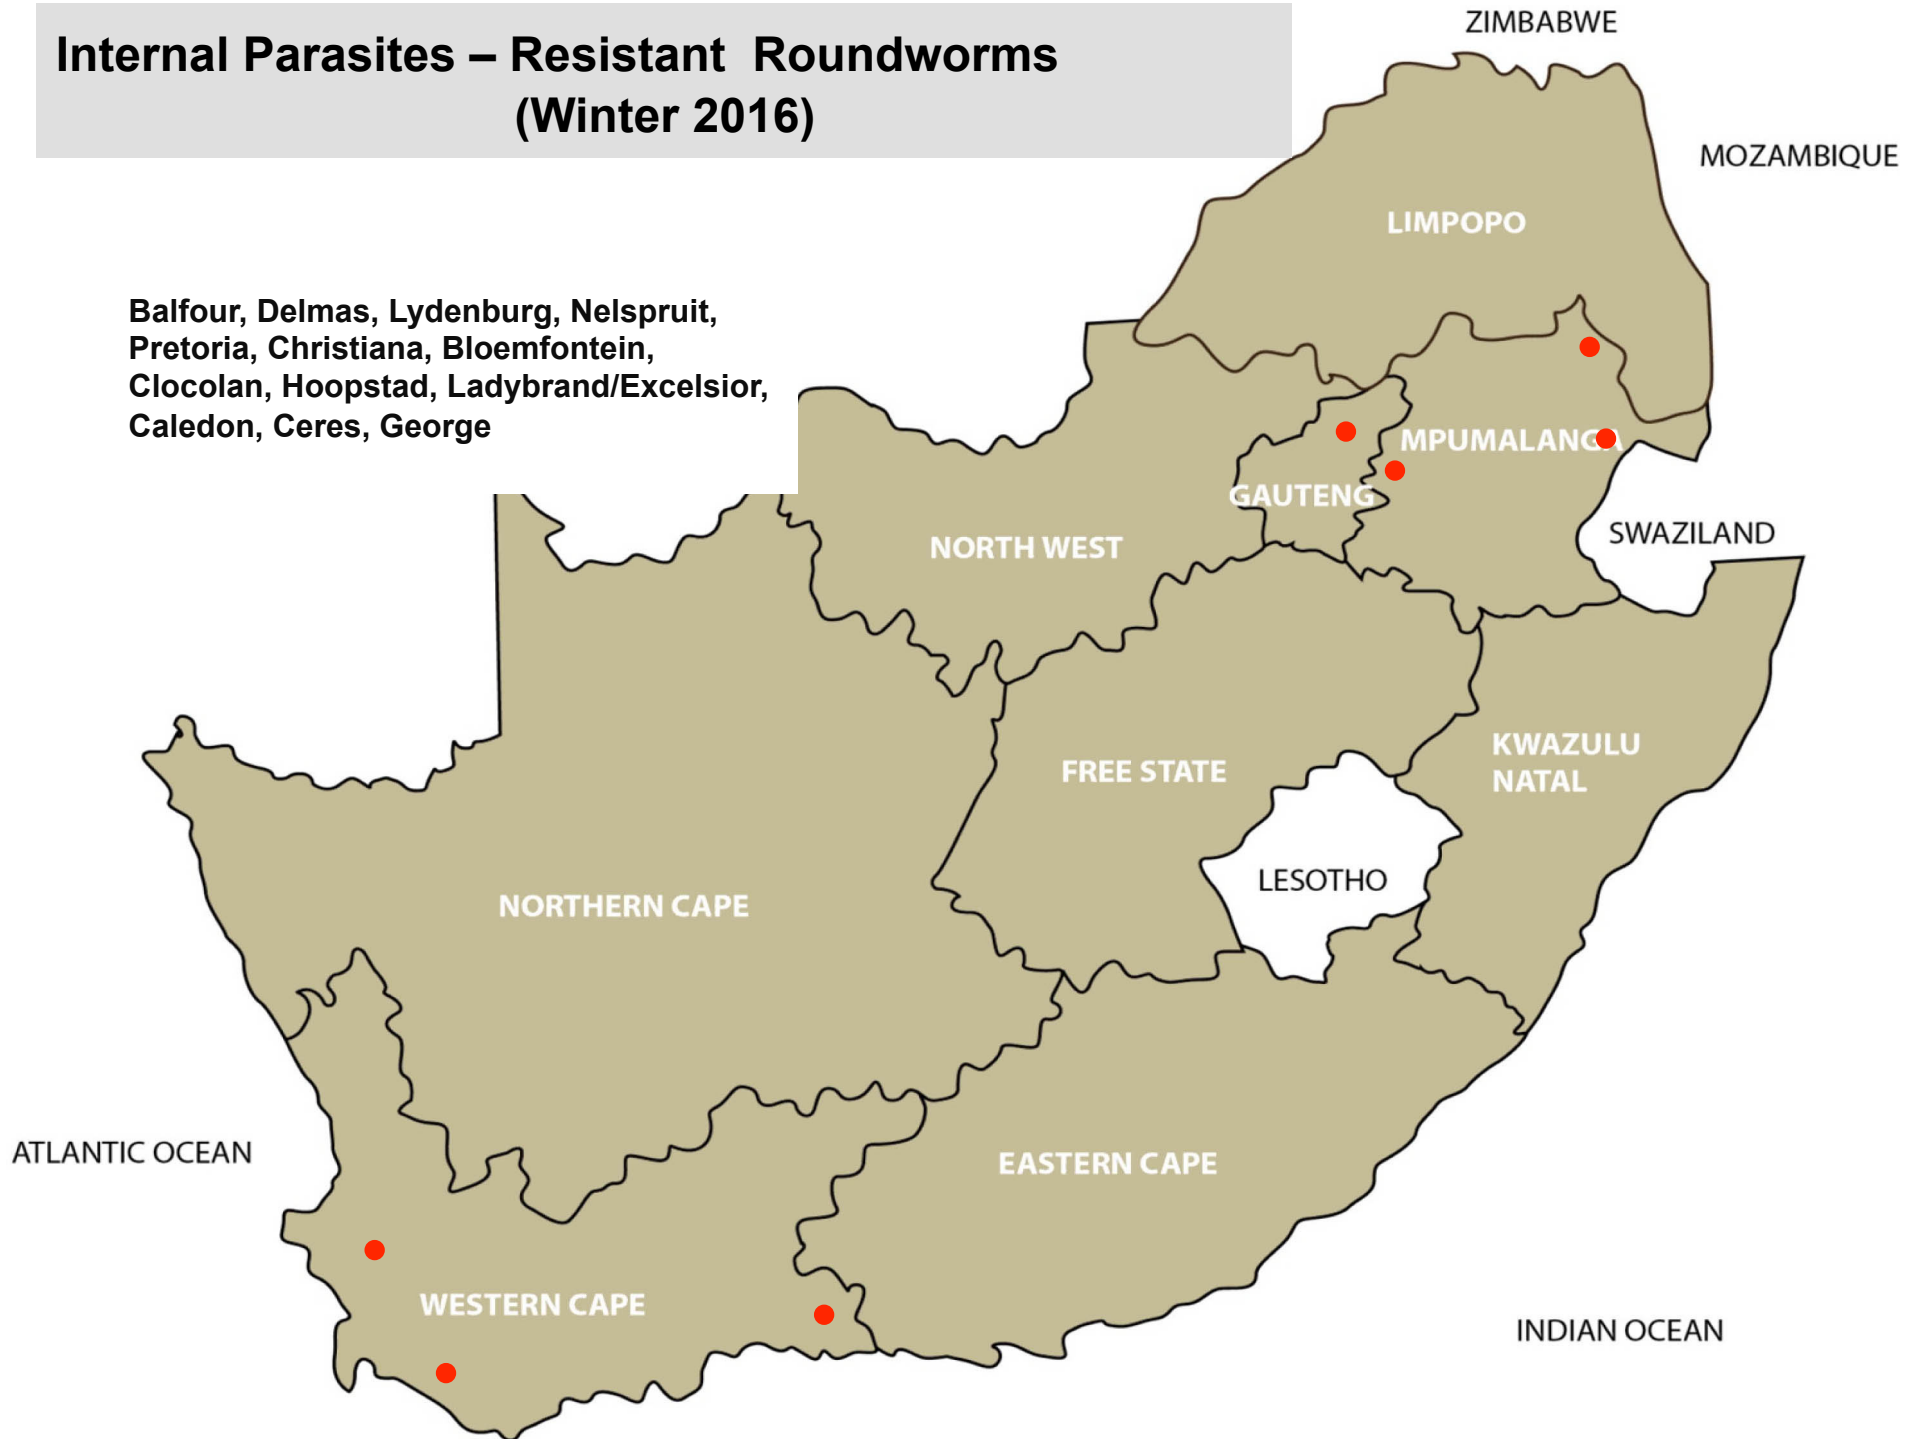 Internal Parasites – Resistant Roundworms
(Winter 2016)
Balfour, Delmas, Lydenburg, Nelspruit,
Pretoria, Christiana, Bloemfontein,
Clocolan, Hoopstad, Ladybrand/Excelsior,
Caledon, Ceres, George
ZIMBABWE
MOZAMBIQUE
LIMPOPO
MPUMALANGA
GAUTENG
SWAZILAND
NORTH WEST
KWAZULU
NATAL
FREE STATE
LESOTHO
NORTHERN CAPE
ATLANTIC OCEAN
EASTERN CAPE
WESTERN CAPE
INDIAN OCEAN